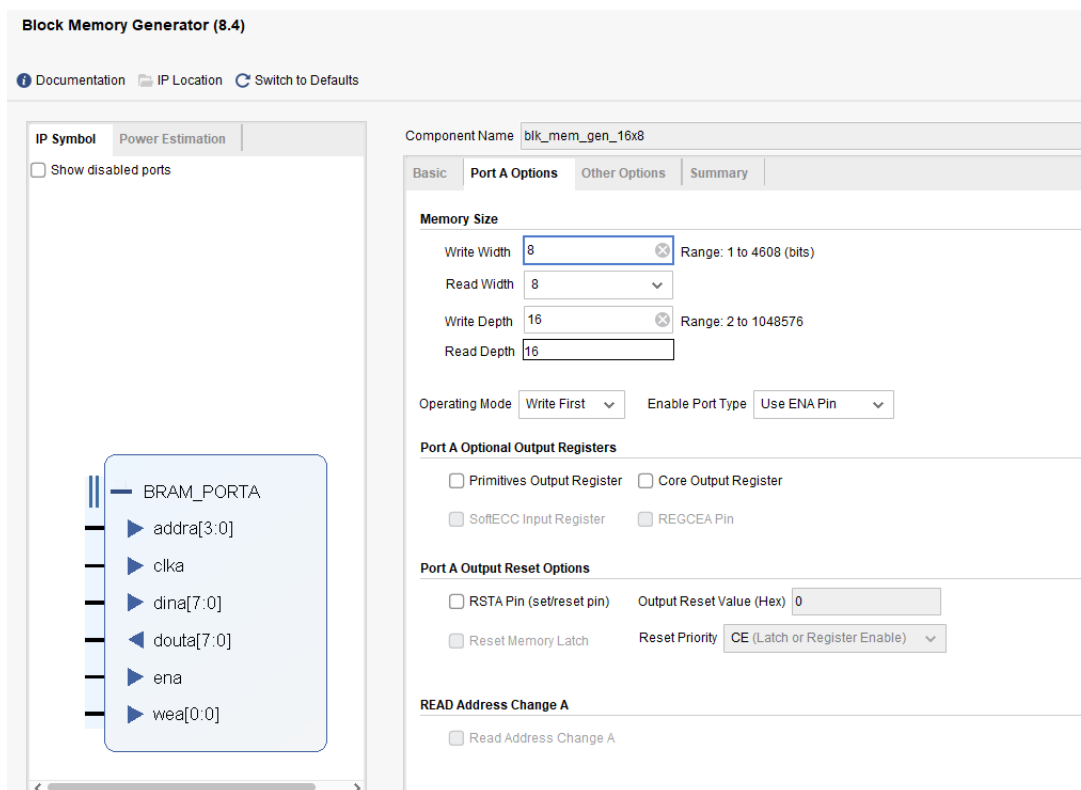 Block Memory Generator (8.4)
Documentation IP Location Switch to Defaults
IP Symbol Power Estimation
Show disabled ports
BRAM_PORTA
addra[3:0]
clka
dina[7:0]
douta[7:0]
ena
wea[0:0]
Component Name blk_mem_gen_16x8
Basic Port A Options Other Options Summary
Memory Size
Write Width 8 Range: 1 to 4608 (bits)
Read Width 8
Write Depth 16 Range: 2 to 1048576
Read Depth 16
Operating Mode Write First Enable Port Type Use ENA Pin
Port A Optional Output Registers
Primitives Output Register Core Output Register
SoftECC Input Register REGCEA Pin
Port A Output Reset Options
RSTA Pin (set/reset pin) Output Reset Value (Hex) 0
Reset Memory Latch Reset Priority CE (Latch or Register Enable)
READ Address Change A
Read Address Change A